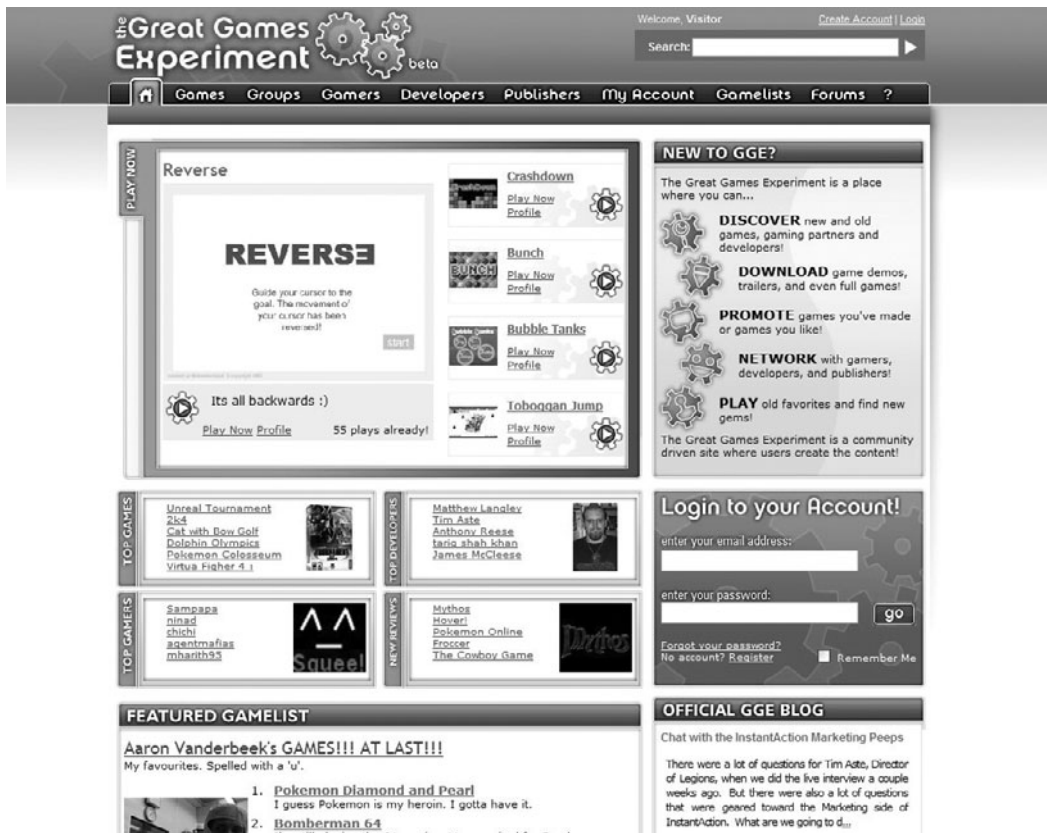 the Great Games Experiment beta
Welcome, Visitor
Create Account | Login
Search:
Games Groups Gamers Developers Publishers My Account Gamelists Forums ?
PLAY NOW
Reverse
REVERSE
Guide your cursor to the
goal. The movement of
your cursor has been
reversed!
start
Its all backwards :)
Play Now Profile
55 plays already!
Crashdown
Play Now
Profile
BUNCH
Bunch
Play Now
Profile
Bubble Tanks
Play Now
Profile
Toboggan Jump
Play Now
Profile
NEW TO GGE?
The Great Games Experiment is a place
where you can...
DISCOVER new and old
games, gaming partners and
developers!
DOWNLOAD game demos,
trailers, and even full games!
PROMOTE games you've made
or games you like!
NETWORK with gamers,
developers, and publishers!
PLAY old favorites and find new
gems!
The Great Games Experiment is a community
driven site where users create the content!
TOP GAMES
Unreal Tournament
2k4
Cat with Bow Golf
Dolphin Olympics
Pokemon Colosseum
Virtua Figher 4
TOP DEVELOPERS
Matthew Langley
Tim Aste
Anthony Reese
tariq shah khan
James McCleese
TOP GAMERS
Sampapa
ninad
chichi
agentmafias
mharith95
Squee!
NEW REVIEWS
Mythos
Hover!
Pokemon Online
Froccer
The Cowboy Game
Mythos
Login to your Account!
enter your email address:
enter your password:
go
Forgot your password?
No account? Register
Remember Me
FEATURED GAMELIST
Aaron Vanderbeek's GAMES!!! AT LAST!!!
My favourites. Spelled with a 'u'.
1. Pokemon Diamond and Pearl
I guess Pokemon is my heroin. I gotta have it.
2. Bomberman 64
OFFICIAL GGE BLOG
Chat with the InstantAction Marketing Peeps
There were a lot of questions for Tim Aste, Director
of Legions, when we did the live interview a couple
weeks ago. But there were also a lot of questions
that were geared toward the Marketing side of
InstantAction. What are we going to d...